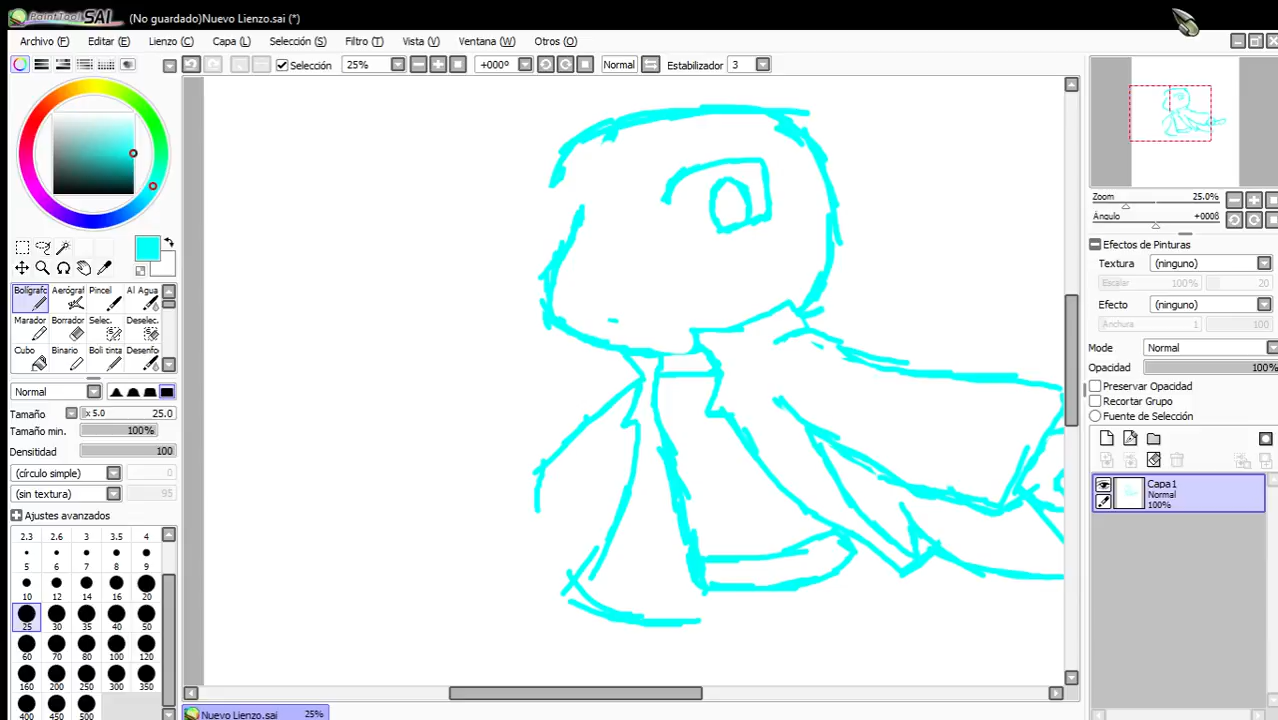 PaintTool SAI (No guardado)Nuevo Lienzo.sai (*)
Archivo (F) Editar (E) Lienzo (C) Capa (L) Selección (S) Filtro (T) Vista (V) Ventana (W) Otros (O)
Selección 25% +000° Normal Estabilizador 3
Zoom 25.0%
Ángulo +000ß
Efectos de Pinturas
Textura (ninguno)
Escalar 100% 20
Efecto (ninguno)
Anchura 1 100
Modo Normal
Opacidad 100%
Preservar Opacidad
Recortar Grupo
Fuente de Selección
Capa1
Normal
100%
Bolígrafc Aerógraf Pincel Al Agua
Marador Borrador Selec. Deselec.
Cubo Binario Boli tinta Desenfo
Normal
Tamaño x 5.0 25.0
Tamaño min. 100%
Densitidad 100
(círculo simple) 0
(sin textura) 95
Ajustes avanzados
2.3 2.6 3 3.5 4
5 6 7 8 9
10 12 14 16 20
25 30 35 40 50
60 70 80 100 120
160 200 250 300 350
400 450 500
Nuevo Lienzo.sai 25%